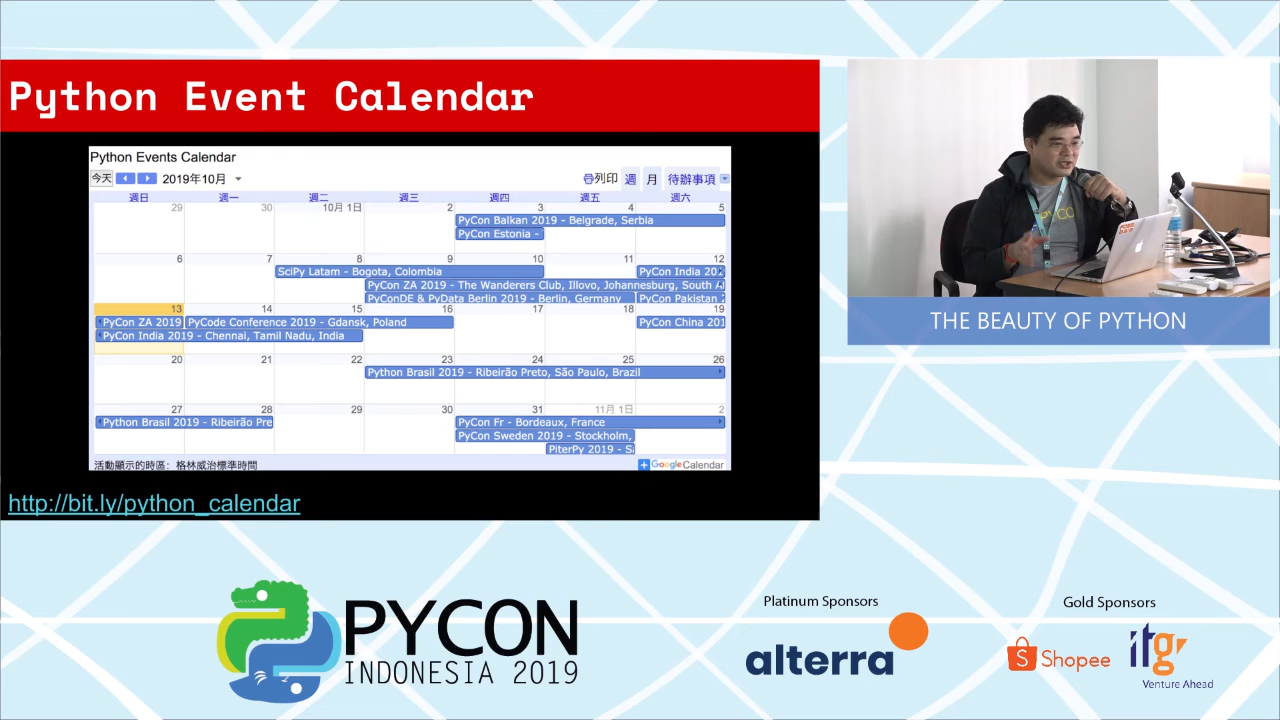 Python Event Calendar
Python Events Calendar
今天 2019年10月 列印 週 月 待辦事項
週日 週一 週二 週三 週四 週五 週六
29 30 10月 1日 2 3 4 5
PyCon Balkan 2019 - Belgrade, Serbia
PyCon Estonia -
6 7 8 9 10 11 12
SciPy Latam - Bogota, Colombia PyCon India 202
PyCon ZA 2019 - The Wanderers Club, Illovo, Johannesburg, South A
PyConDE & PyData Berlin 2019 - Berlin, Germany PyCon Pakistan
13 14 15 16 17 18 19
PyCon ZA 2019 PyCode Conference 2019 - Gdansk, Poland PyCon China 201
PyCon India 2019 - Chennai, Tamil Nadu, India
20 21 22 23 24 25 26
Python Brasil 2019 - Ribeirão Preto, São Paulo, Brazil
27 28 29 30 31 11月 1日 2
Python Brasil 2019 - Ribeirão Pre PyCon Fr - Bordeaux, France
PyCon Sweden 2019 - Stockholm,
PiterPy 2019 - S
活動顯示的時區: 格林威治標準時間 Google Calendar
http://bit.ly/python_calendar
PYCO
THE BEAUTY OF PYTHON
PYCON
INDONESIA 2019
Platinum Sponsors
alterra
Gold Sponsors
Shopee
itg
Venture Ahead